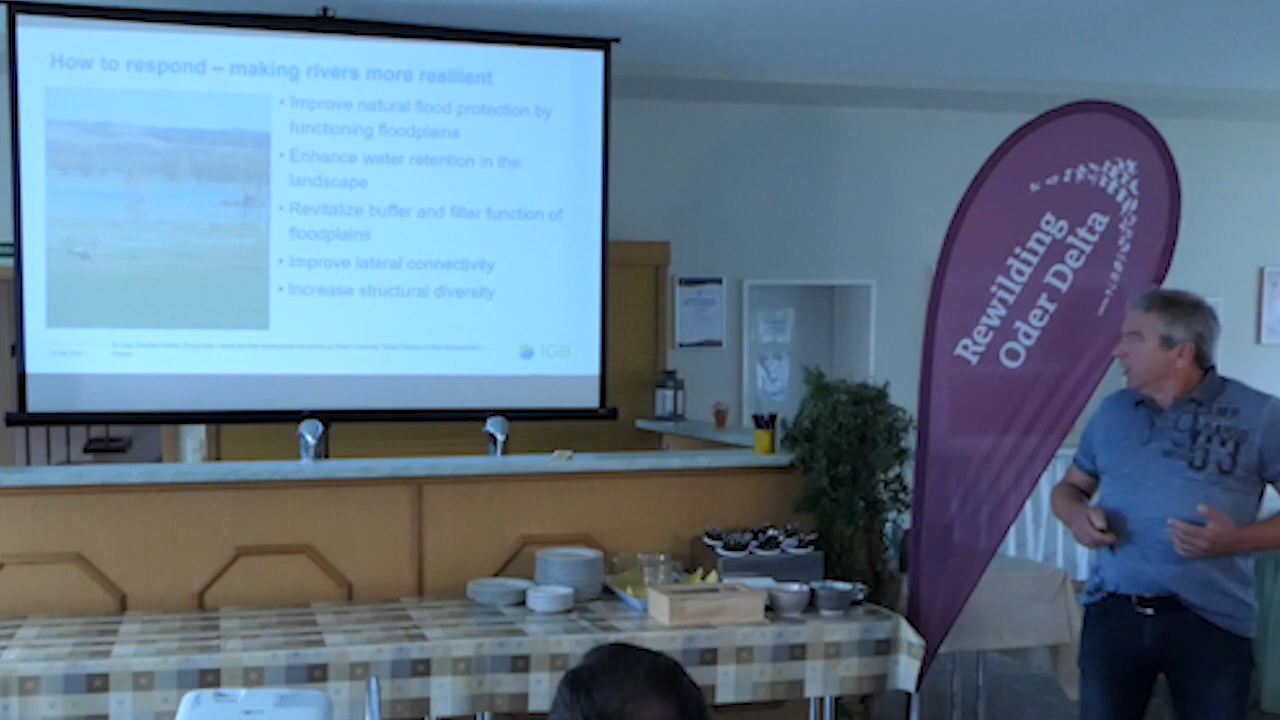 How to respond – making rivers more resilient
• Improve natural flood protection by
functioning floodplains
• Enhance water retention in the
landscape
• Revitalize buffer and filter function of
floodplains
• Improve lateral connectivity
• Increase structural diversity
IGB
Rewilding
Oder Delta
CAMP